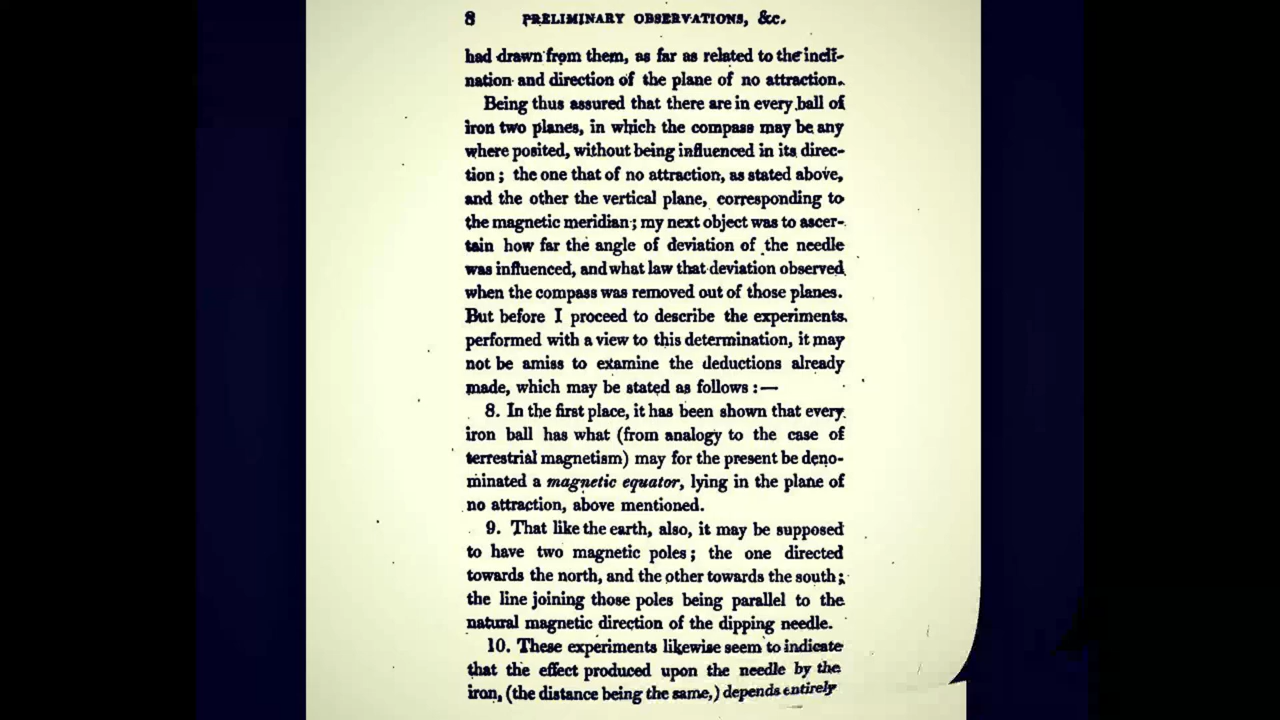 8 PRELIMINARY OBSERVATIONS, &c.
had drawn from them, as far as related to the incli-
nation and direction of the plane of no attraction.
Being thus assured that there are in every ball of
iron two planes, in which the compass may be any
where posited, without being influenced in its direc-
tion; the one that of no attraction, as stated above,
and the other the vertical plane, corresponding to
the magnetic meridian; my next object was to ascer-
tain how far the angle of deviation of the needle
was influenced, and what law that deviation observed
when the compass was removed out of those planes.
But before I proceed to describe the experiments
performed with a view to this determination, it may
not be amiss to examine the deductions already
made, which may be stated as follows:—
8. In the first place, it has been shown that every
iron ball has what (from analogy to the case of
terrestrial magnetism) may for the present be deno-
minated a magnetic equator, lying in the plane of
no attraction, above mentioned.
9. That like the earth, also, it may be supposed
to have two magnetic poles; the one directed
towards the north, and the other towards the south;
the line joining those poles being parallel to the
natural magnetic direction of the dipping needle.
10. These experiments likewise seem to indicate
that the effect produced upon the needle by the
iron, (the distance being the same,) depends entirely